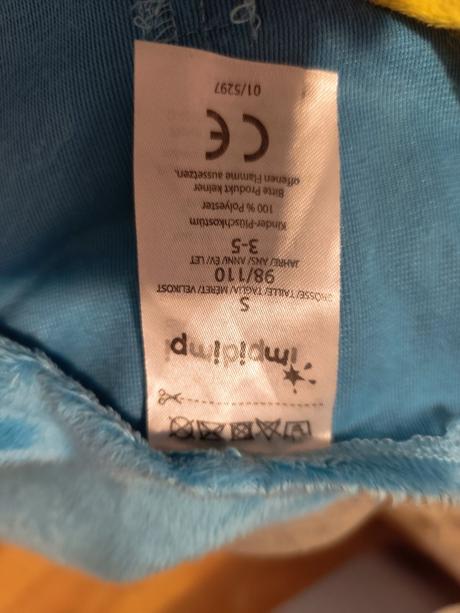 impidimpi
GRÖSSE/ TAILLE/ TAGLIA/ MÉRET/ VELIKOST
S
98/110
JAHRE/ ANS/ ANNI/ ÉV/ LET
3-5
Kinder-Plüschkostüm
100 % Polyester
Bitte Produkt keiner
offenen Flamme aussetzen.
CE
01/5297